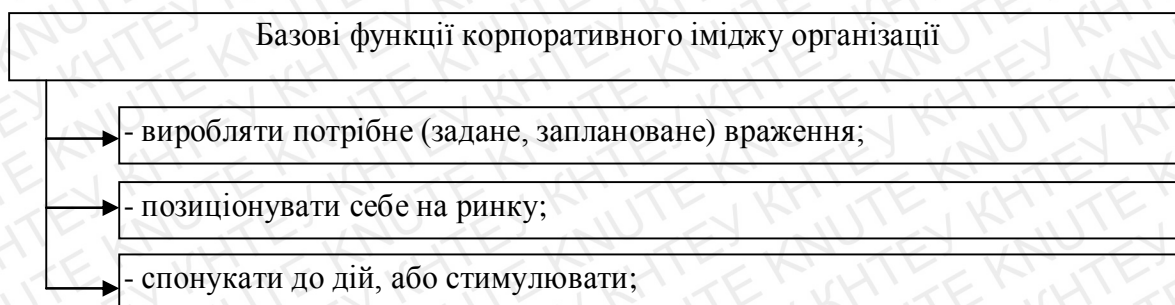 Базові функції корпоративного іміджу організації
- виробляти потрібне (задане, заплановане) враження;
- позиціонувати себе на ринку;
- спонукати до дій, або стимулювати;